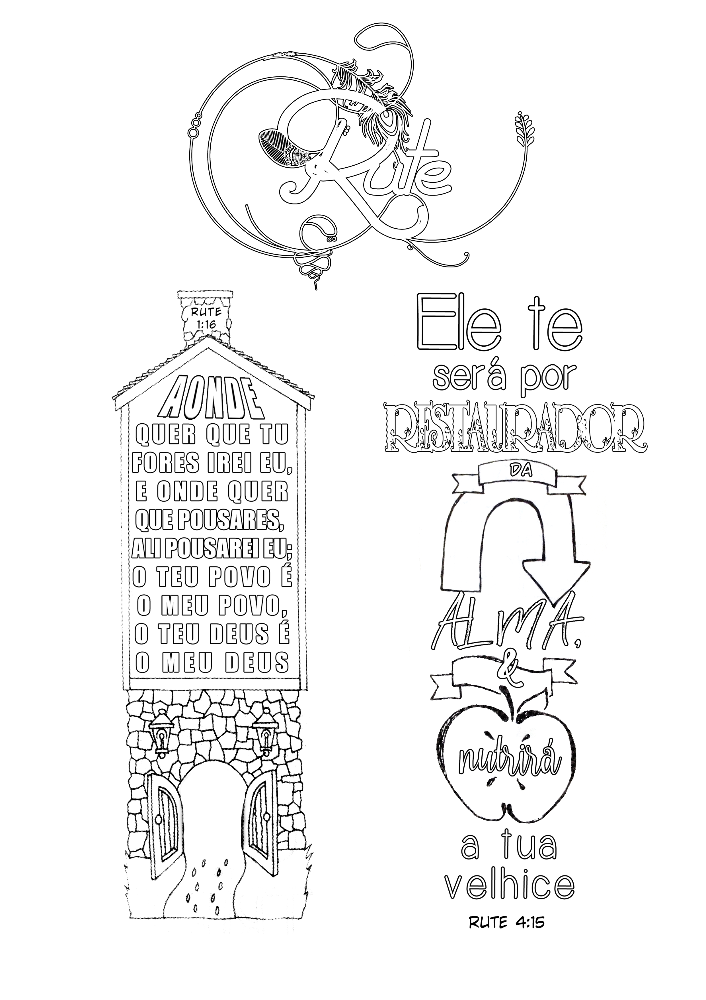 Rute
RUTE
1:16
AONDE
QUER QUE TU
FORES IREI EU,
E ONDE QUER
QUE POUSARES,
ALI POUSAREI EU;
O TEU POVO É
O MEU POVO,
O TEU DEUS É
O MEU DEUS
Ele te
será por
RESTAURADOR
DA
ALMA,
&
nutrirá
a tua
velhice
RUTE 4:15